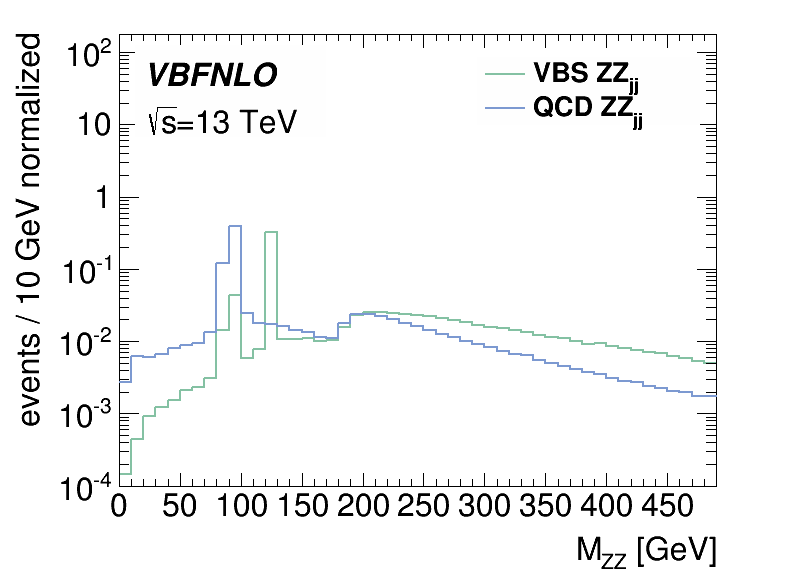 events / 10 GeV normalized
10²
10
1
10⁻¹
10⁻²
10⁻³
10⁻⁴
VBFNLO
√s=13 TeV
VBS ZZjj
QCD ZZjj
0 50 100 150 200 250 300 350 400 450
M_ZZ [GeV]